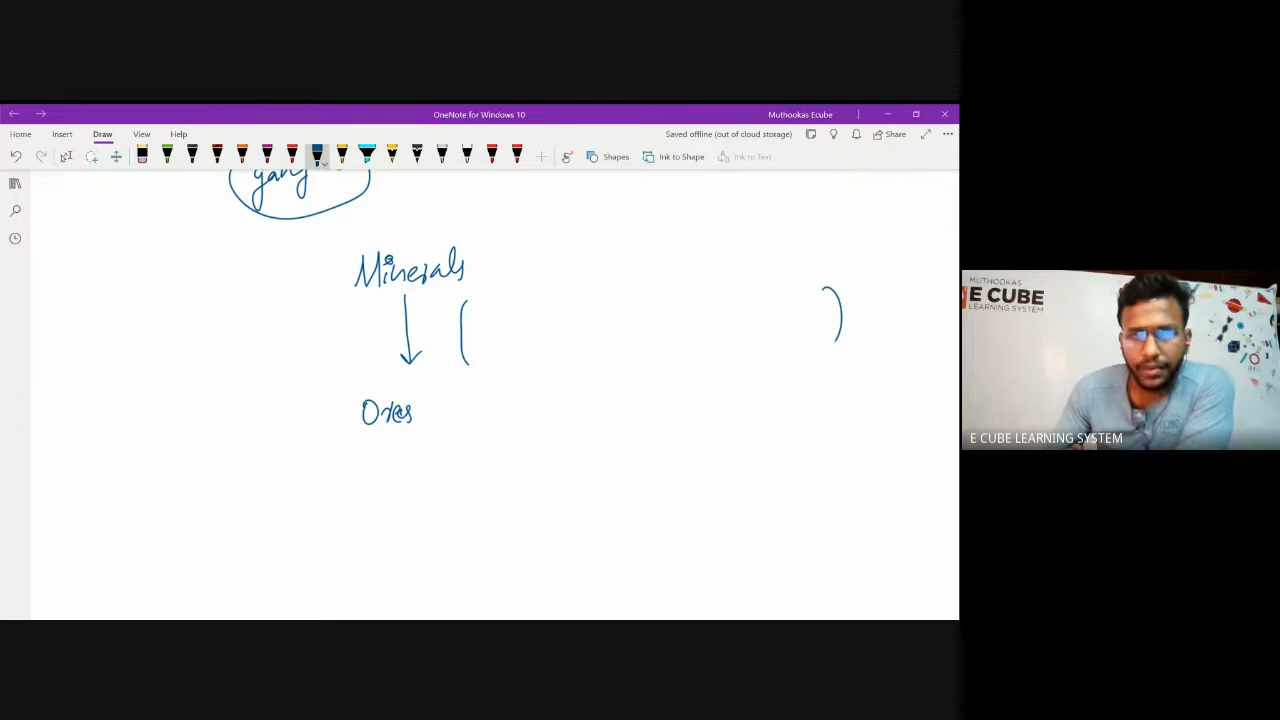 OneNote for Windows 10
Muthookas Ecube
Home Insert Draw View Help
Saved offline (out of cloud storage)
Share
Shapes
Ink to Shape
Ink to Text
gang
Minerals
( )
Ores
MUTHOOKAS
E CUBE
LEARNING SYSTEM
E CUBE LEARNING SYSTEM